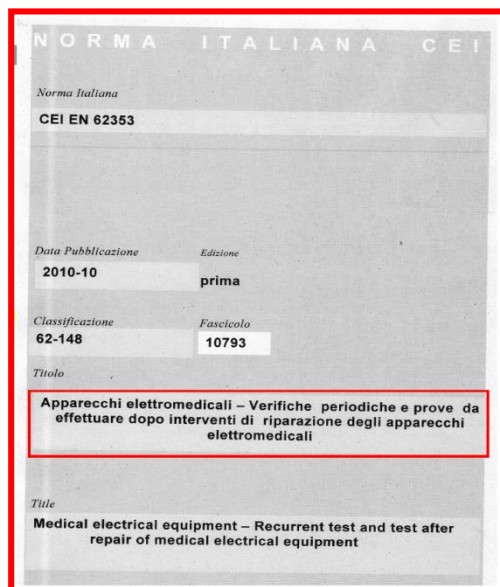 NORMA ITALIANA CEI
Norma Italiana
CEI EN 62353
Data Pubblicazione Edizione
2010-10 prima
Classificazione Fascicolo
62-148 10793
Titolo
Apparecchi elettromedicali – Verifiche periodiche e prove da
effettuare dopo interventi di riparazione degli apparecchi
elettromedicali
Title
Medical electrical equipment – Recurrent test and test after
repair of medical electrical equipment